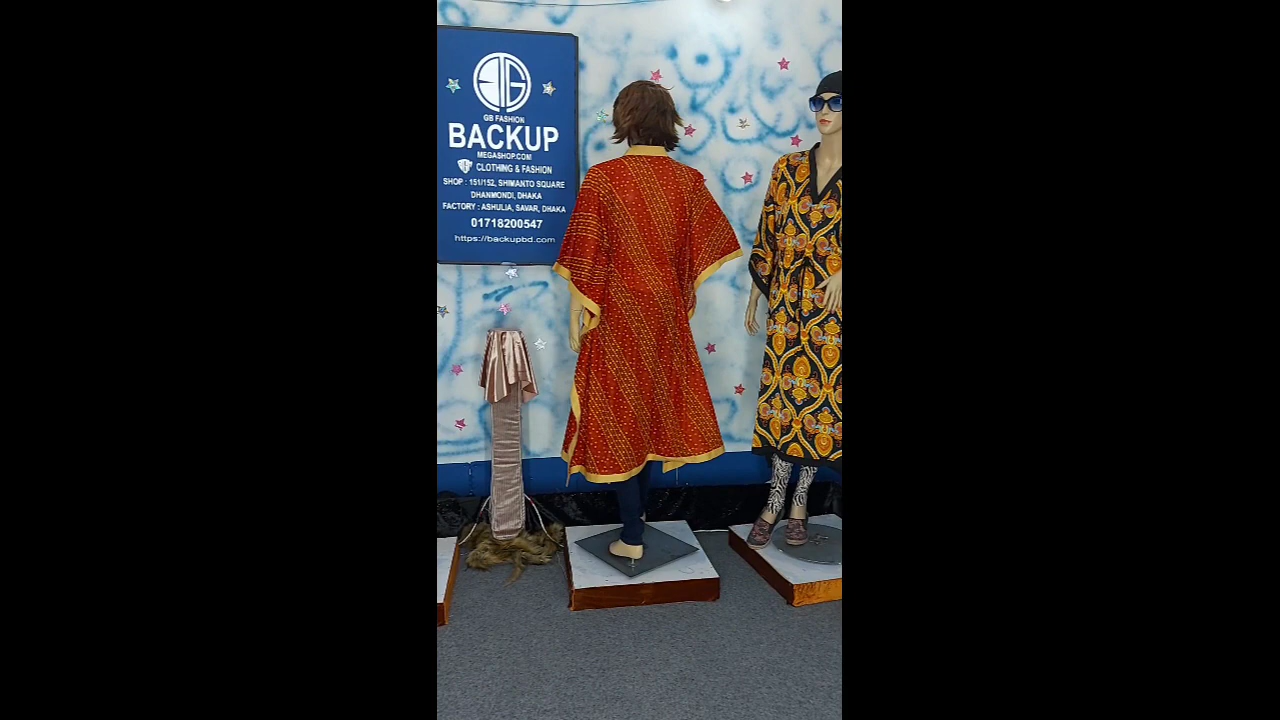 GB FASHION
BACKUP
MEGASHOP.COM
CLOTHING & FASHION
SHOP : 151/152, SHIMANTO SQUARE
DHANMONDI, DHAKA
FACTORY : ASHULIA, SAVAR, DHAKA
01718200547
https://backupbd.com